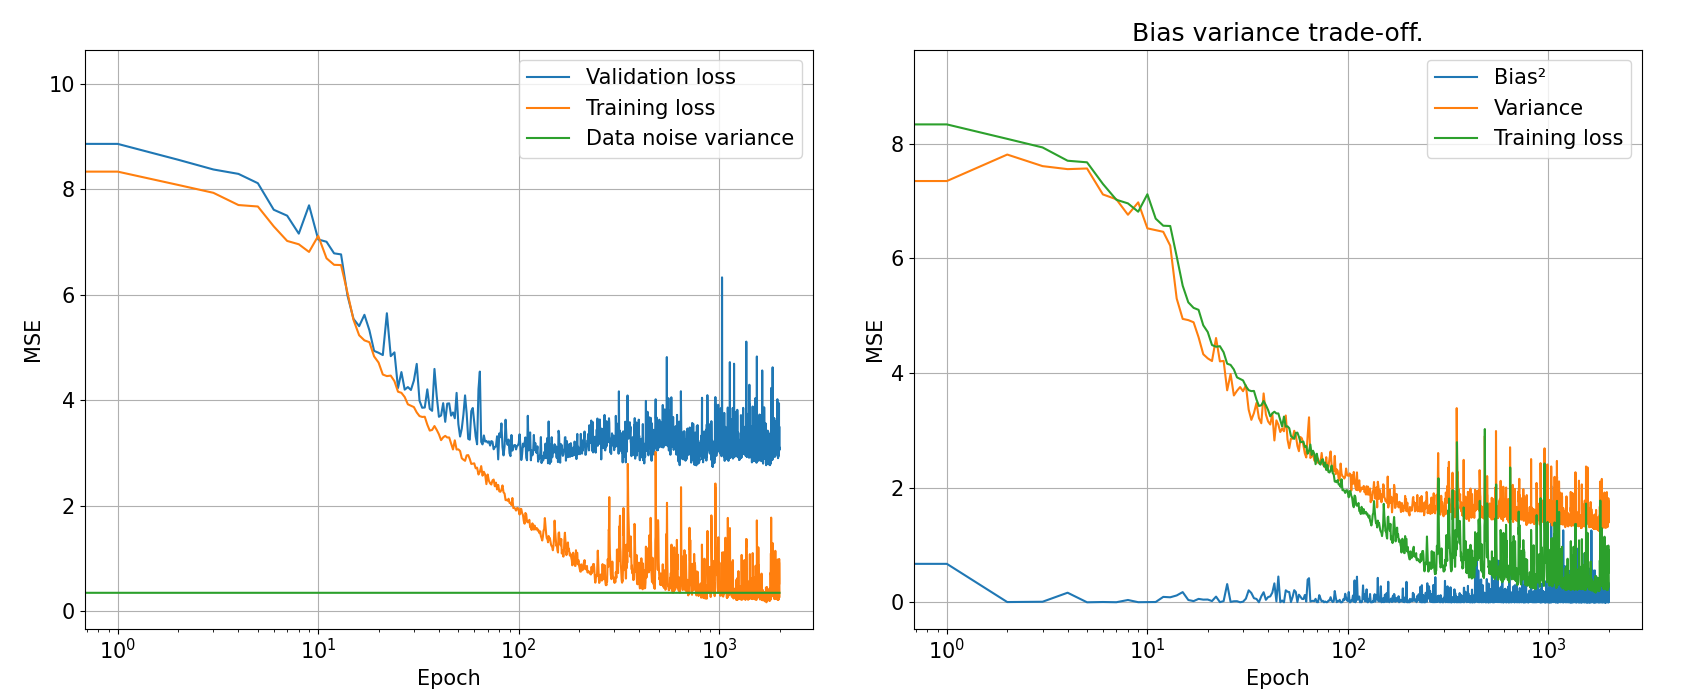 Validation loss
Training loss
Data noise variance
10
8
6
4
2
0
MSE
10⁰
10¹
10²
10³
Epoch
Bias variance trade-off.
Bias²
Variance
Training loss
8
6
4
2
0
MSE
10⁰
10¹
10²
10³
Epoch